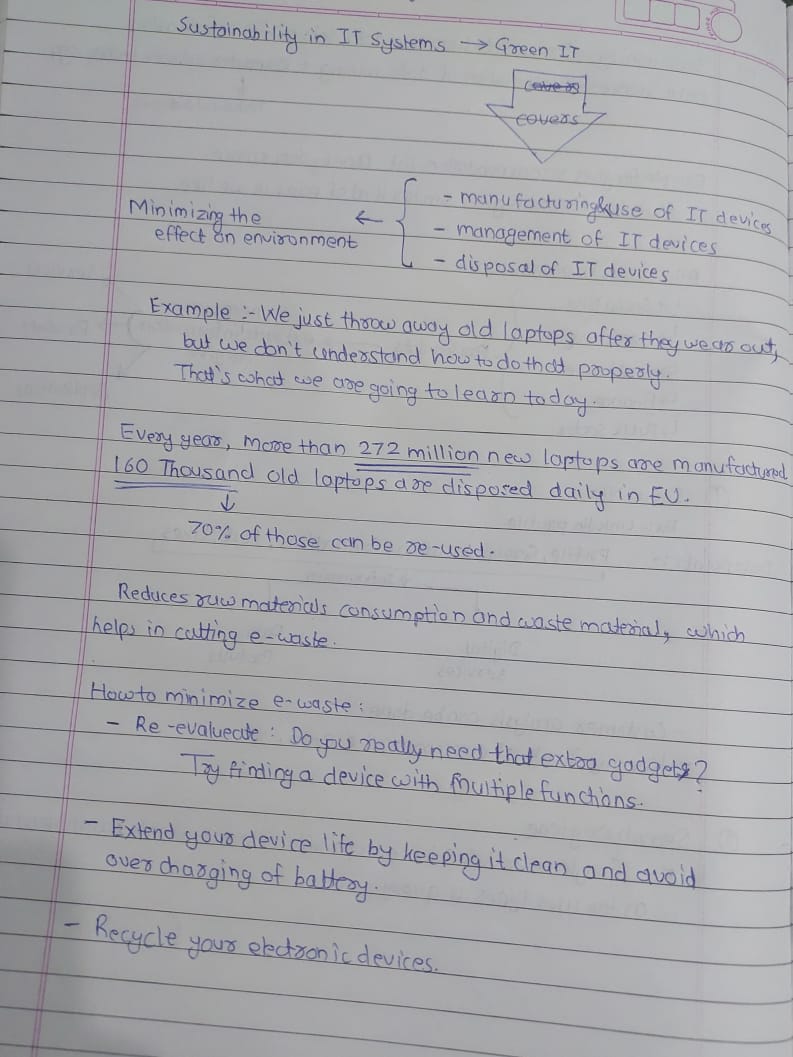 Sustainability in IT Systems → Green IT
covers
covers
- manufacturing & use of IT devices
Minimizing the ← - management of IT devices
effect on environment
- disposal of IT devices
Example :- We just throw away old laptops after they wear out,
but we don't understand how to do that properly.
That's what we are going to learn today.
Every year, more than 272 million new laptops are manufactured
160 Thousand old laptops are disposed daily in EU.
↓
70% of those can be re-used.
Reduces raw materials consumption and waste material, which
helps in cutting e-waste.
How to minimize e-waste :
- Re-evalueate : Do you really need that extra gadgets?
Try finding a device with multiple functions.
- Extend your device life by keeping it clean and avoid
over charging of battery.
- Recycle your electronic devices.